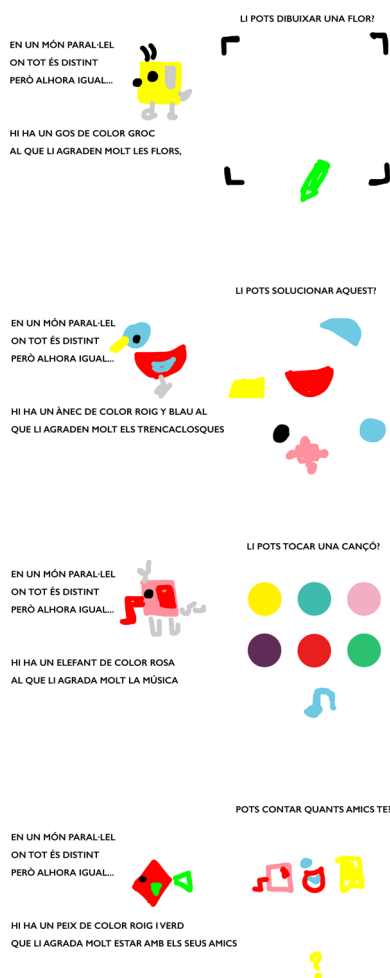 LI POTS DIBUIXAR UNA FLOR?
EN UN MÓN PARAL·LEL
ON TOT ÉS DISTINT
PERÒ ALHORA IGUAL...
HI HA UN GOS DE COLOR GROC
AL QUE LI AGRADEN MOLT LES FLORS,
LI POTS SOLUCIONAR AQUEST?
EN UN MÓN PARAL·LEL
ON TOT ÉS DISTINT
PERÒ ALHORA IGUAL...
HI HA UN ÀNEC DE COLOR ROIG Y BLAU AL
QUE LI AGRADEN MOLT ELS TRENCACLOSQUES
LI POTS TOCAR UNA CANÇÓ?
EN UN MÓN PARAL·LEL
ON TOT ÉS DISTINT
PERÒ ALHORA IGUAL...
HI HA UN ELEFANT DE COLOR ROSA
AL QUE LI AGRADA MOLT LA MÚSICA
POTS CONTAR QUANTS AMICS TE?
EN UN MÓN PARAL·LEL
ON TOT ÉS DISTINT
PERÒ ALHORA IGUAL...
HI HA UN PEIX DE COLOR ROIG I VERD
QUE LI AGRADA MOLT ESTAR AMB ELS SEUS AMICS
?